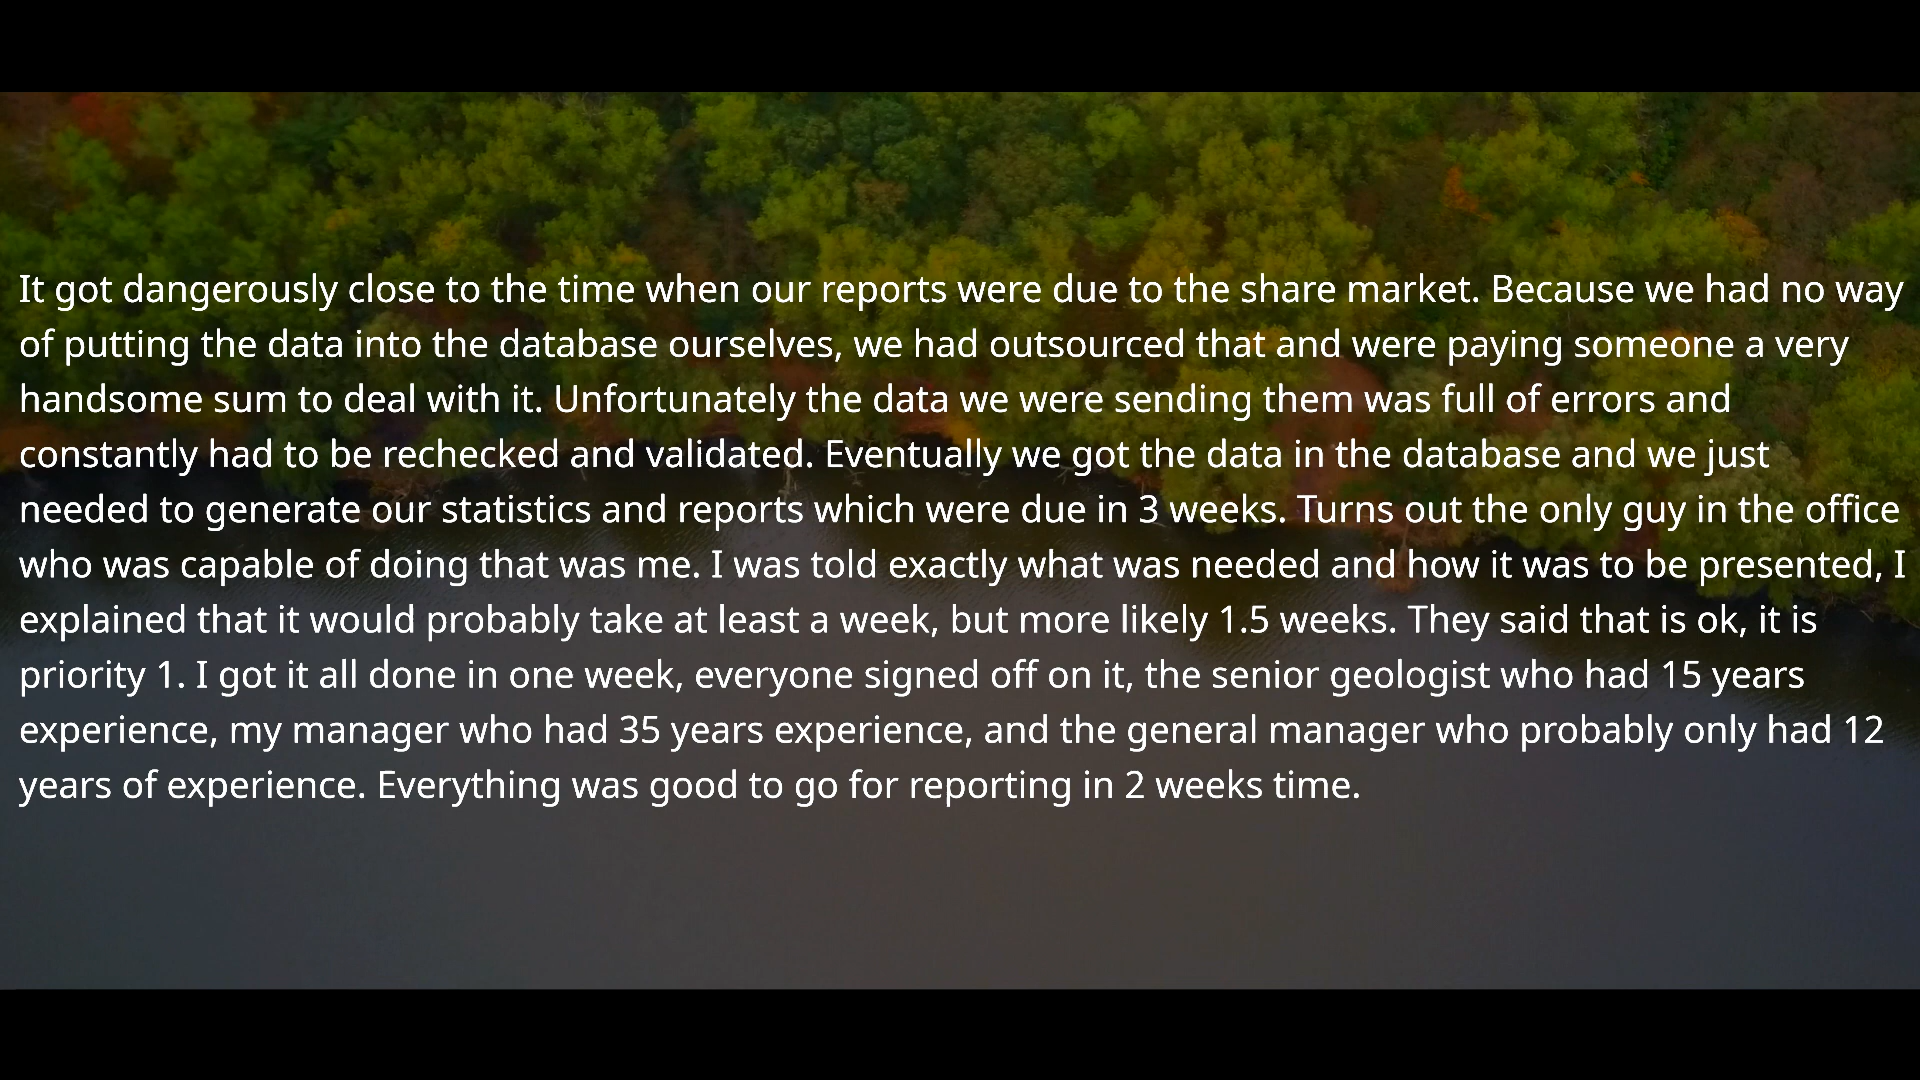 It got dangerously close to the time when our reports were due to the share market. Because we had no way
of putting the data into the database ourselves, we had outsourced that and were paying someone a very
handsome sum to deal with it. Unfortunately the data we were sending them was full of errors and
constantly had to be rechecked and validated. Eventually we got the data in the database and we just
needed to generate our statistics and reports which were due in 3 weeks. Turns out the only guy in the office
who was capable of doing that was me. I was told exactly what was needed and how it was to be presented, I
explained that it would probably take at least a week, but more likely 1.5 weeks. They said that is ok, it is
priority 1. I got it all done in one week, everyone signed off on it, the senior geologist who had 15 years
experience, my manager who had 35 years experience, and the general manager who probably only had 12
years of experience. Everything was good to go for reporting in 2 weeks time.